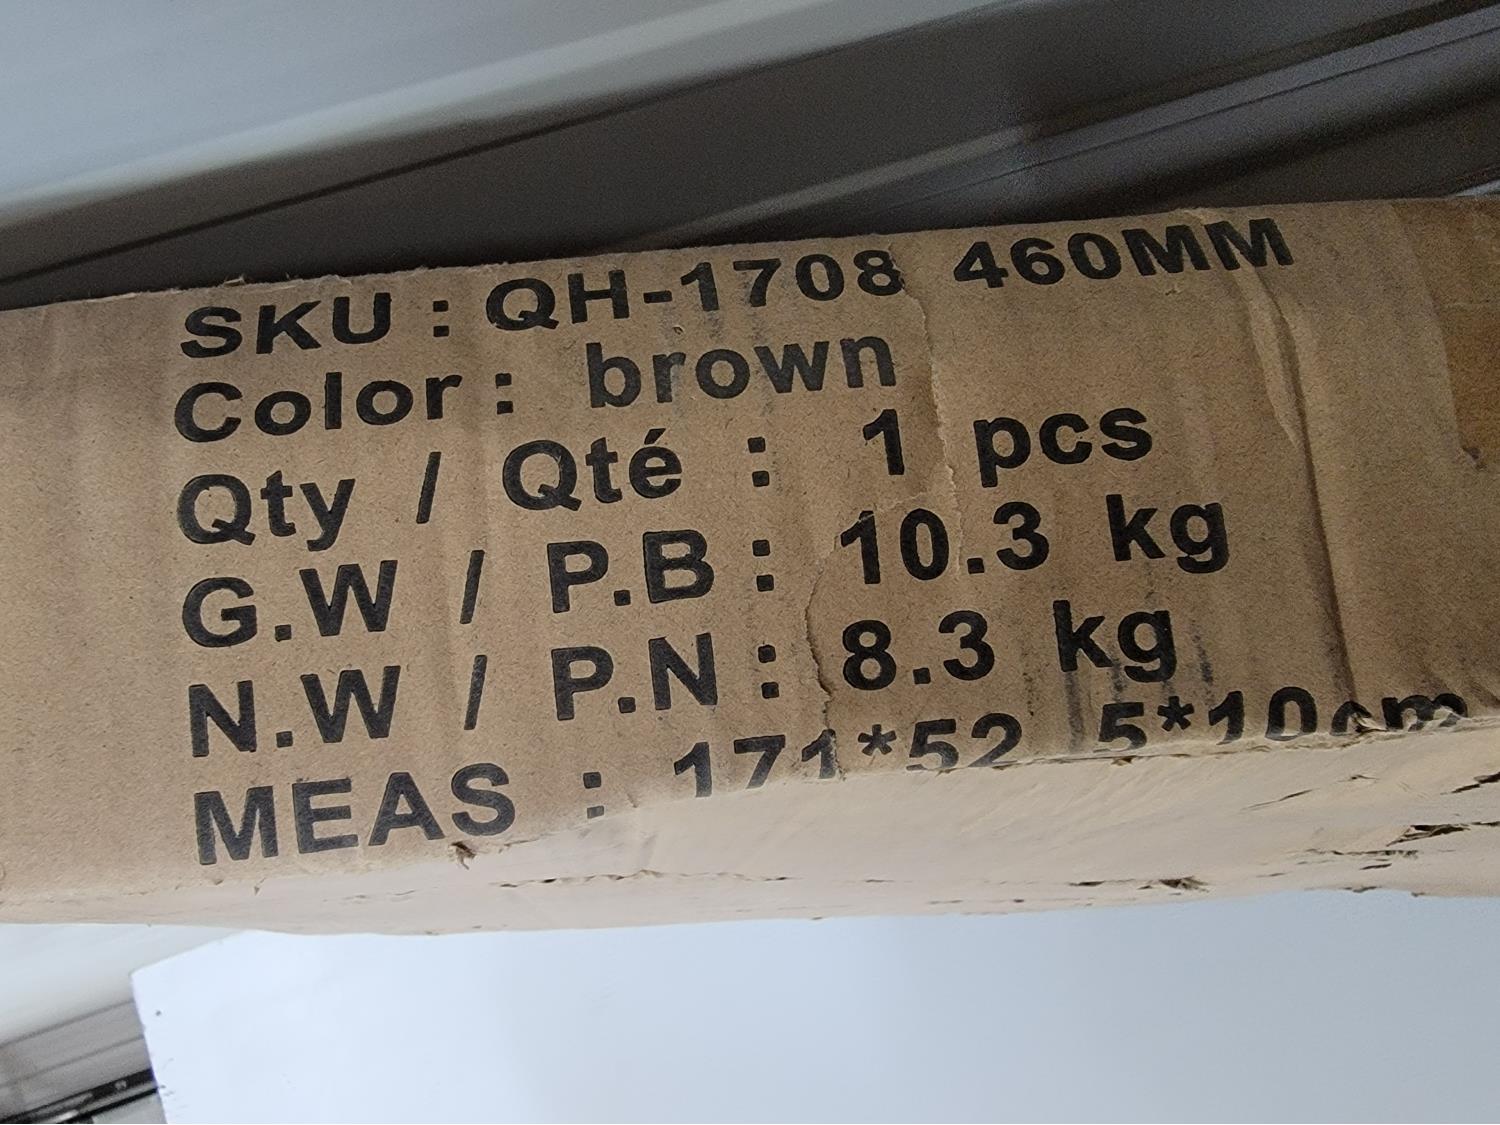 SKU : QH-1708 460MM
Color : brown
Qty / Qté : 1 pcs
G.W / P.B : 10.3 kg
N.W / P.N : 8.3 kg
MEAS : 171*52 5*10cm